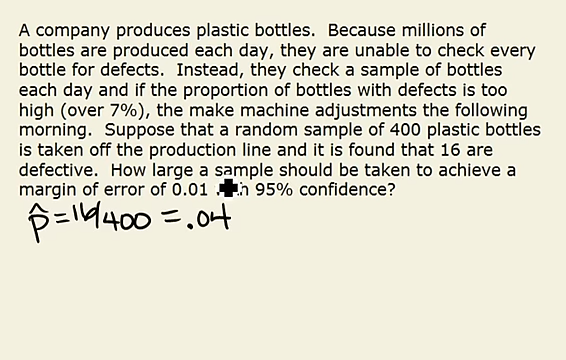 A company produces plastic bottles. Because millions of
bottles are produced each day, they are unable to check every
bottle for defects. Instead, they check a sample of bottles
each day and if the proportion of bottles with defects is too
high (over 7%), the make machine adjustments the following
morning. Suppose that a random sample of 400 plastic bottles
is taken off the production line and it is found that 16 are
defective. How large a sample should be taken to achieve a
margin of error of 0.01 95% confidence?
p̂ = 16/400 = .04